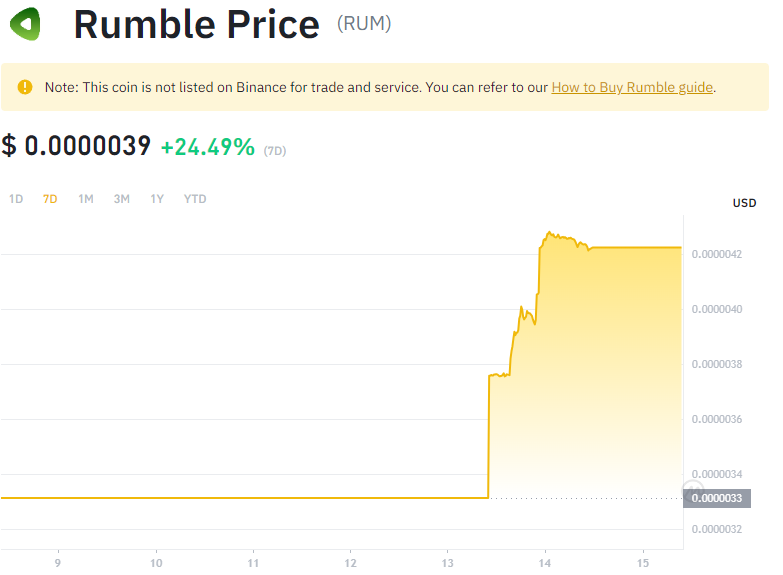 Rumble Price (RUM)
Note: This coin is not listed on Binance for trade and service. You can refer to our How to Buy Rumble guide.
$ 0.0000039 +24.49% (7D)
1D 7D 1M 3M 1Y YTD
USD
0.0000042
0.0000040
0.0000038
0.0000036
0.0000034
0.0000033
0.0000032
9 10 11 12 13 14 15